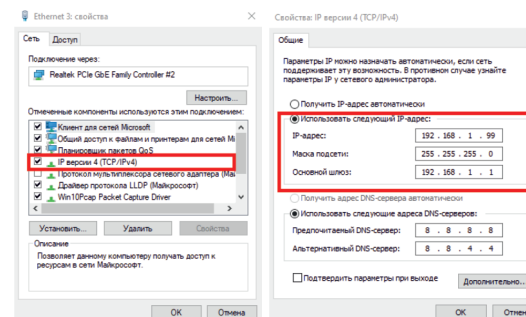 Ethernet 3: свойства
Сеть
Доступ
Подключение через:
Realtek PCIe GbE Family Controller #2
Настроить...
Отмеченные компоненты используются этим подключением:
Клиент для сетей Microsoft
Общий доступ к файлам и принтерам для сетей Mi
Планировщик пакетов QoS
IP версии 4 (TCP/IPv4)
Протокол мультиплексора сетевого адаптера (Ма
Драйвер протокола LLDP (Майкрософт)
Win10Pcap Packet Capture Driver
Установить...
Удалить
Свойства
Описание
Позволяет данному компьютеру получать доступ к
ресурсам в сети Майкрософт.
OK
Отмена
Свойства: IP версии 4 (TCP/IPv4)
Общие
Параметры IP можно назначать автоматически, если сеть
поддерживает эту возможность. В противном случае узнайте
параметры IP у сетевого администратора.
Получить IP-адрес автоматически
Использовать следующий IP-адрес:
IP-адрес:
192 . 168 . 1 . 99
Маска подсети:
255 . 255 . 255 . 0
Основной шлюз:
192 . 168 . 1 . 1
Получить адрес DNS-сервера автоматически
Использовать следующие адреса DNS-серверов:
Предпочитаемый DNS-сервер:
8 . 8 . 8 . 8
Альтернативный DNS-сервер:
8 . 8 . 4 . 4
Подтвердить параметры при выходе
Дополнительно...
OK
Отмен